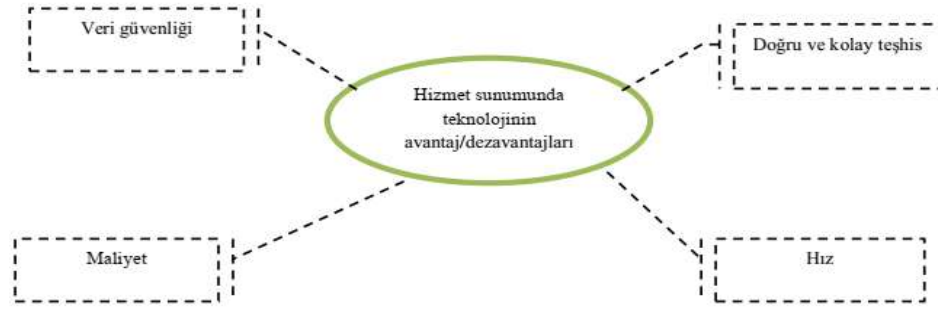 Veri güvenliği
Doğru ve kolay teşhis
Hizmet sunumunda
teknolojinin
avantaj/dezavantajları
Maliyet
Hız